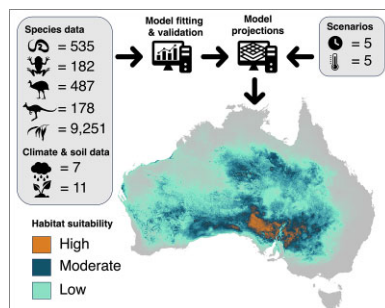 Species data
= 535
= 182
= 487
= 178
= 9,251
Climate & soil data
= 7
= 11
Model fitting
& validation
Model
projections
Scenarios
= 5
= 5
Habitat suitability
High
Moderate
Low